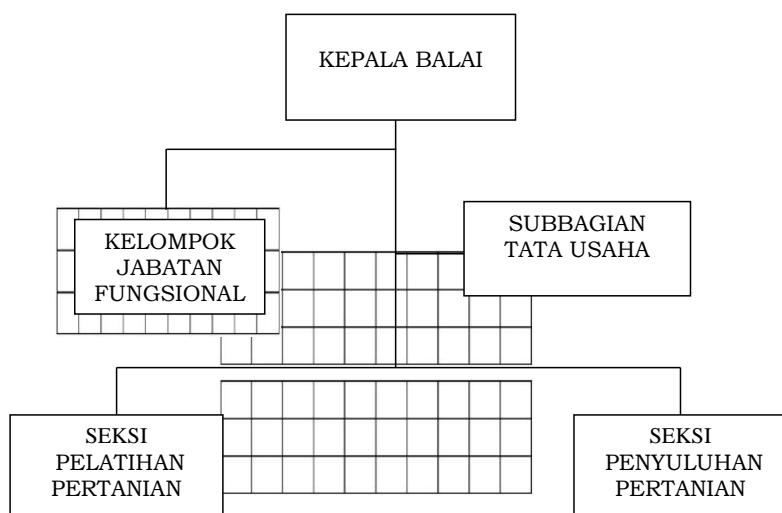 KEPALA BALAI
KELOMPOK
JABATAN
FUNGSIONAL
SUBBAGIAN
TATA USAHA
SEKSI
PELATIHAN
PERTANIAN
SEKSI
PENYULUHAN
PERTANIAN